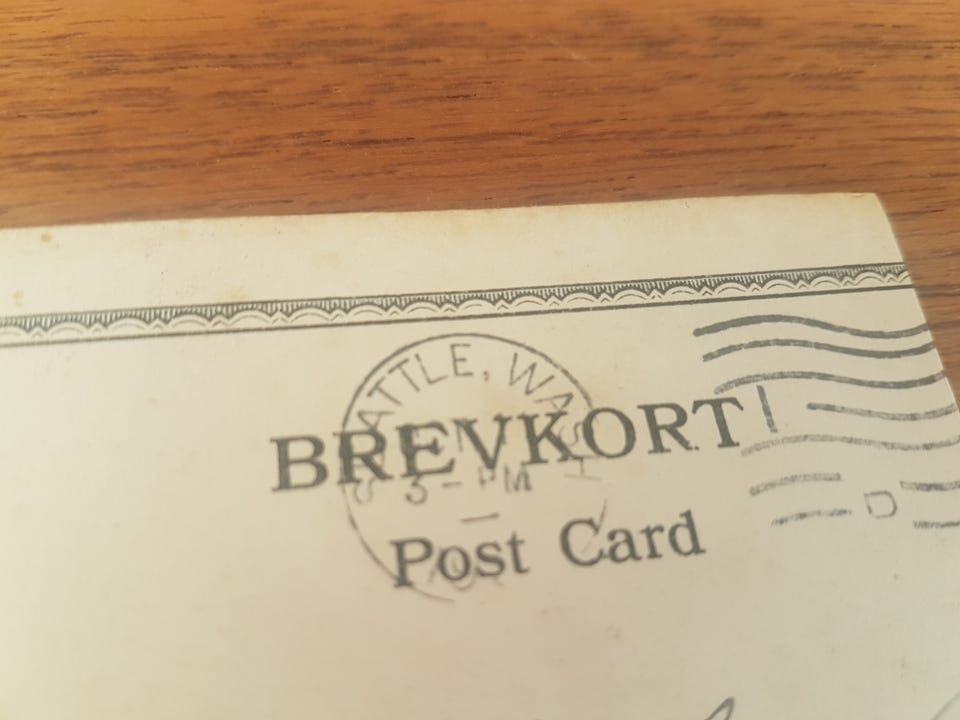 SEATTLE, WASH
3-PM
BREVKORT
Post Card